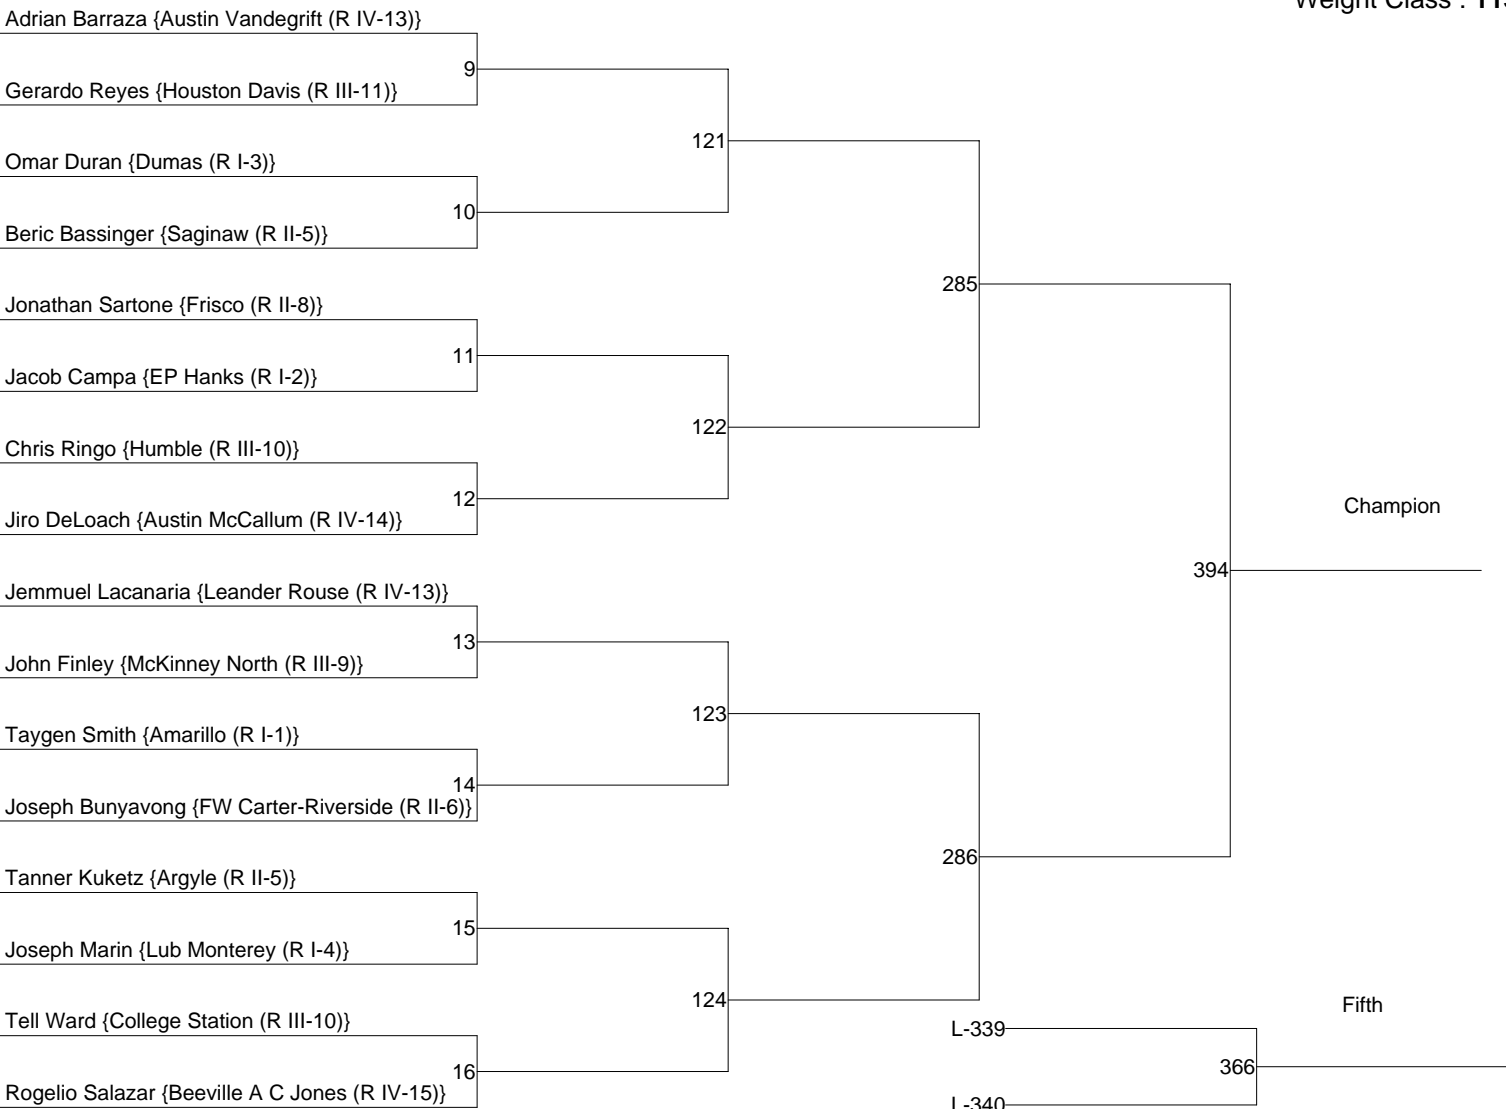 Weight Class :
Adrian Barraza {Austin Vandegrift (R IV-13)}
9
Gerardo Reyes {Houston Davis (R III-11)}
121
Omar Duran {Dumas (R I-3)}
10
Beric Bassinger {Saginaw (R II-5)}
285
Jonathan Sartone {Frisco (R II-8)}
11
Jacob Campa {EP Hanks (R I-2)}
122
Chris Ringo {Humble (R III-10)}
12
Jiro DeLoach {Austin McCallum (R IV-14)}
Champion
394
Jemmuel Lacanaria {Leander Rouse (R IV-13)}
13
John Finley {McKinney North (R III-9)}
123
Taygen Smith {Amarillo (R I-1)}
14
Joseph Bunyavong {FW Carter-Riverside (R II-6)}
286
Tanner Kuketz {Argyle (R II-5)}
15
Joseph Marin {Lub Monterey (R I-4)}
124
Fifth
Tell Ward {College Station (R III-10)}
L-339
16
366
Rogelio Salazar {Beeville A C Jones (R IV-15)}
L-340